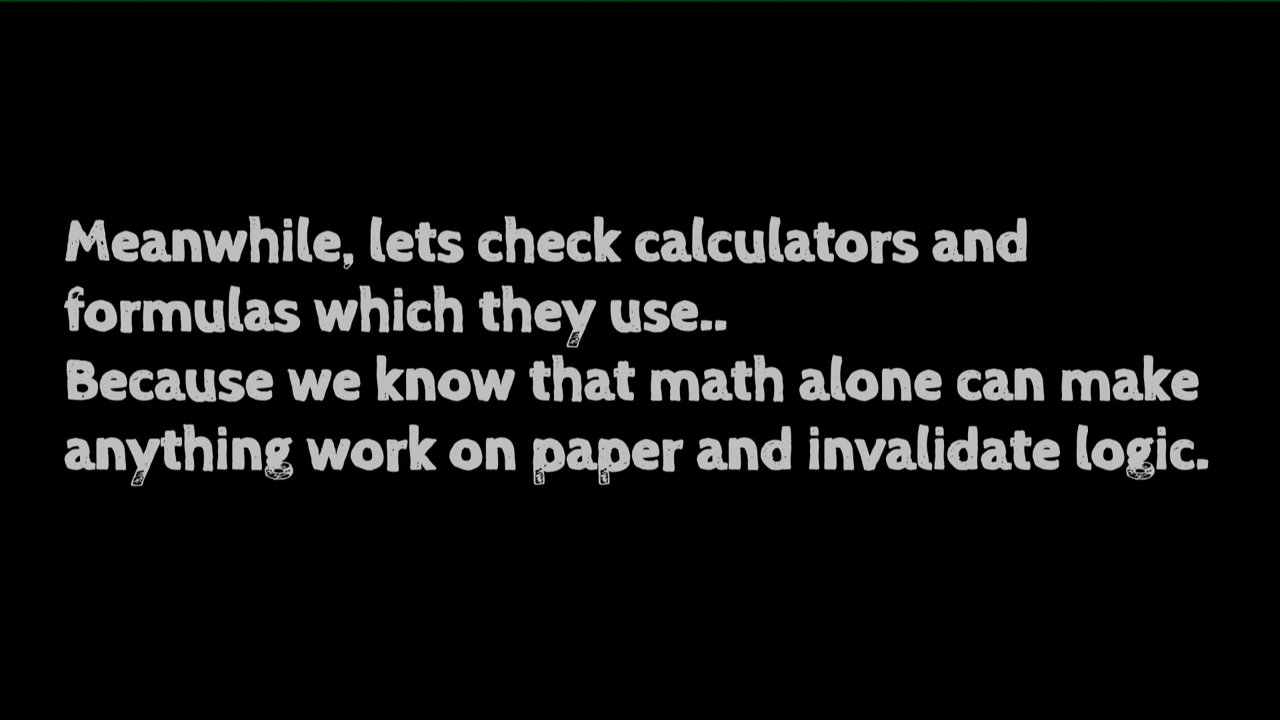 Meanwhile, lets check calculators and
formulas which they use..
Because we know that math alone can make
anything work on paper and invalidate logic.